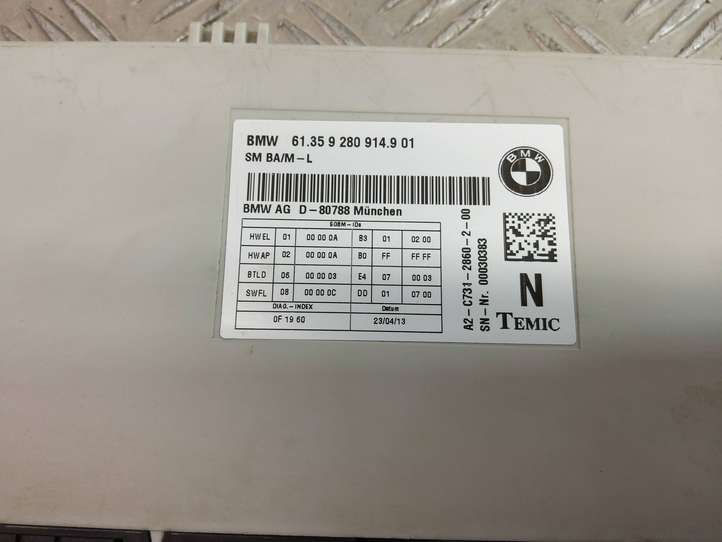 BMW 61.35 9 280 914.9 01
SM BA/M-L
BMW
BMW AG D-80788 München
SGBM-IDs
HWEL 01 00 00 0A B3 01 02 00
HWAP 02 00 00 0A B0 FF FF FF
BTLD 06 00 00 03 E4 07 00 03
SWFL 08 00 00 0C DD 01 07 00
DIAG.-INDEX Datum
0F 19 60 23/04/13
A2-C731-2860-2-00
SN-Nr. 00030383
N
TEMIC